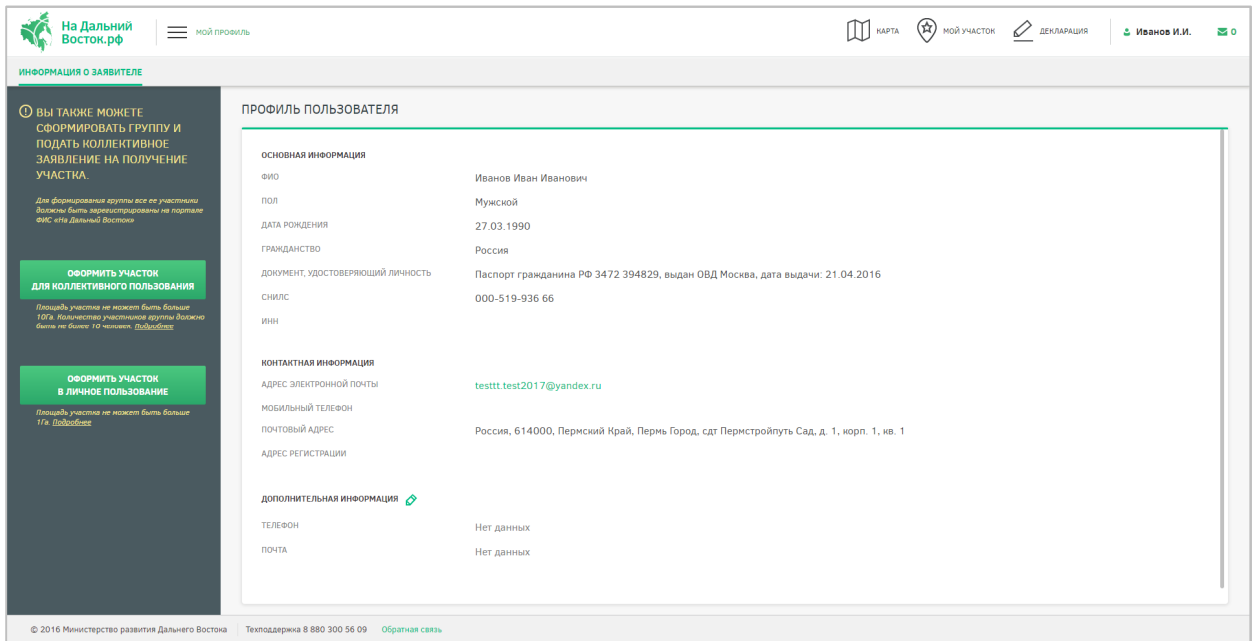 На Дальний
Восток.рф
МОЙ ПРОФИЛЬ
КАРТА
МОЙ УЧАСТОК
ДЕКЛАРАЦИЯ
Иванов И.И.
0
ИНФОРМАЦИЯ О ЗАЯВИТЕЛЕ
ВЫ ТАКЖЕ МОЖЕТЕ
СФОРМИРОВАТЬ ГРУППУ И
ПОДАТЬ КОЛЛЕКТИВНОЕ
ЗАЯВЛЕНИЕ НА ПОЛУЧЕНИЕ
УЧАСТКА.
Для формирования группы все ее участники
должны быть зарегистрированы на портале
ФИС «На Дальный Восток»
ОФОРМИТЬ УЧАСТОК
ДЛЯ КОЛЛЕКТИВНОГО ПОЛЬЗОВАНИЯ
Площадь участка не может быть больше
10Га. Количество участников группы должно
быть не более 10 человек. Подробнее
ОФОРМИТЬ УЧАСТОК
В ЛИЧНОЕ ПОЛЬЗОВАНИЕ
Площадь участка не может быть больше
1Га. Подробнее
ПРОФИЛЬ ПОЛЬЗОВАТЕЛЯ
ОСНОВНАЯ ИНФОРМАЦИЯ
ФИО Иванов Иван Иванович
ПОЛ Мужской
ДАТА РОЖДЕНИЯ 27.03.1990
ГРАЖДАНСТВО Россия
ДОКУМЕНТ, УДОСТОВЕРЯЮЩИЙ ЛИЧНОСТЬ Паспорт гражданина РФ 3472 394829, выдан ОВД Москва, дата выдачи: 21.04.2016
СНИЛС 000-519-936 66
ИНН
КОНТАКТНАЯ ИНФОРМАЦИЯ
АДРЕС ЭЛЕКТРОННОЙ ПОЧТЫ testtt.test2017@yandex.ru
МОБИЛЬНЫЙ ТЕЛЕФОН
ПОЧТОВЫЙ АДРЕС Россия, 614000, Пермский Край, Пермь Город, сдт Пермстройпуть Сад, д. 1, корп. 1, кв. 1
АДРЕС РЕГИСТРАЦИИ
ДОПОЛНИТЕЛЬНАЯ ИНФОРМАЦИЯ
ТЕЛЕФОН Нет данных
ПОЧТА Нет данных
© 2016 Министерство развития Дальнего Востока Техподдержка 8 880 300 56 09 Обратная связь